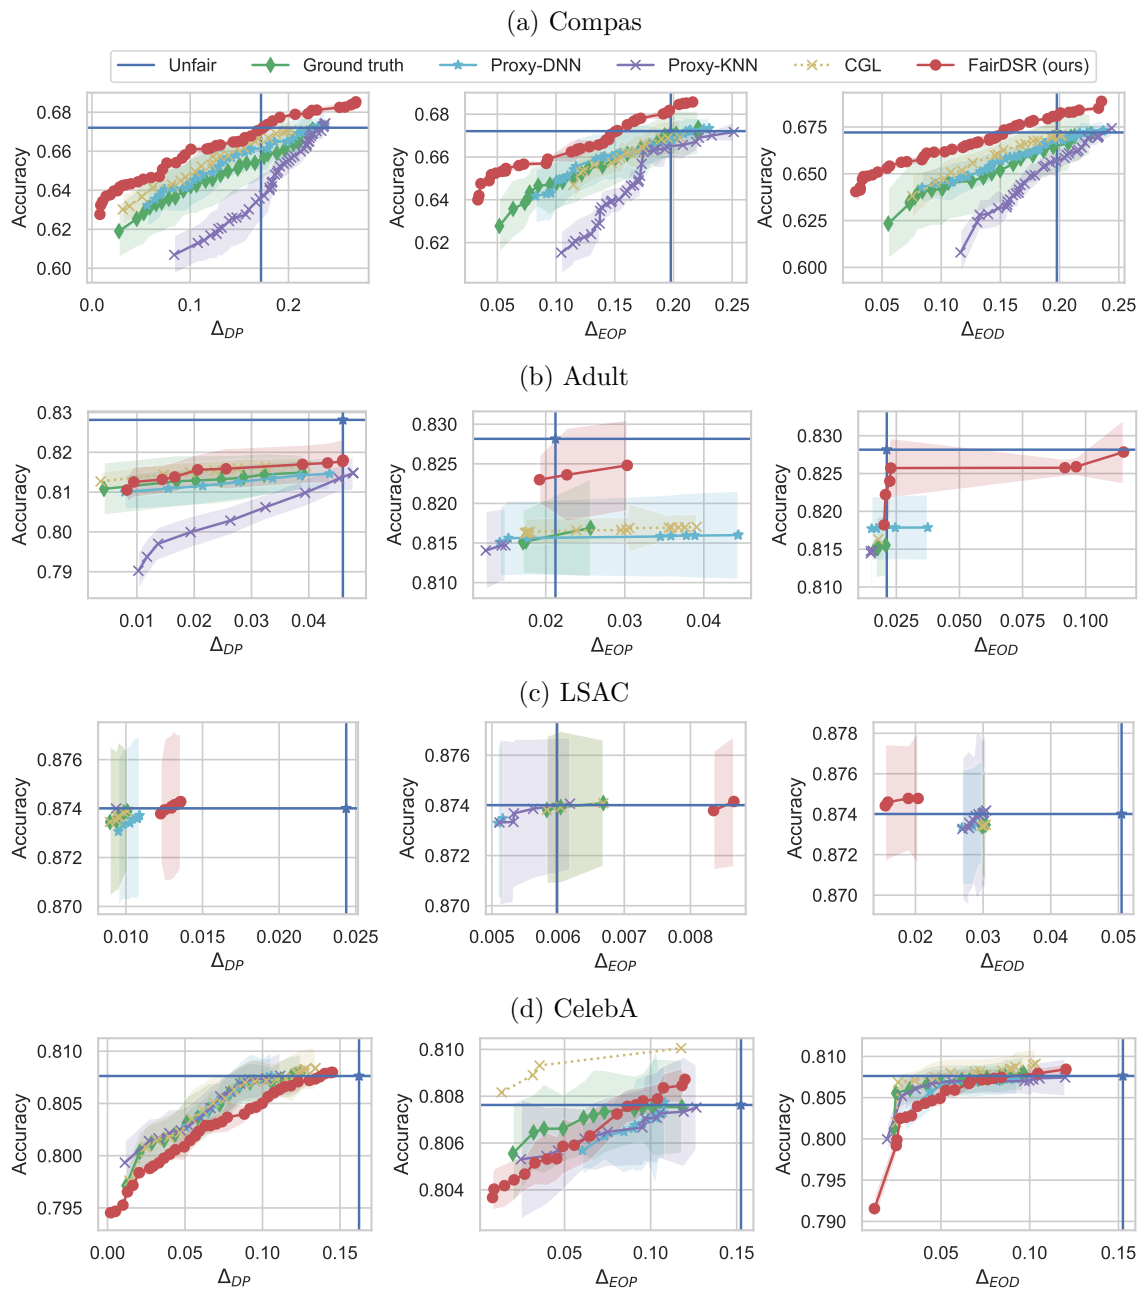 (a) Compas
Unfair Ground truth Proxy-DNN Proxy-KNN CGL FairDSR (ours)
0.68 0.66 0.64 0.62 0.60
Accuracy
0.0 0.1 0.2
Δ_DP
0.68 0.66 0.64 0.62
Accuracy
0.05 0.10 0.15 0.20 0.25
Δ_EOP
0.675 0.650 0.625 0.600
Accuracy
0.05 0.10 0.15 0.20 0.25
Δ_EOD
(b) Adult
0.83 0.82 0.81 0.80 0.79
Accuracy
0.01 0.02 0.03 0.04
Δ_DP
0.830 0.825 0.820 0.815 0.810
Accuracy
0.02 0.03 0.04
Δ_EOP
0.830 0.820 0.815 0.810
0.825
Accuracy
0.025 0.050 0.075 0.100
Δ_EOD
(c) LSAC
0.876 0.874 0.872 0.870
Accuracy
0.010 0.015 0.020 0.025
Δ_DP
0.876 0.874 0.872 0.870
Accuracy
0.005 0.006 0.007 0.008
Δ_EOP
0.878 0.876 0.874 0.872 0.870
Accuracy
0.02 0.03 0.04 0.05
Δ_EOD
(d) CelebA
0.810 0.805 0.800 0.795
Accuracy
0.00 0.05 0.10 0.15
Δ_DP
0.810 0.808 0.806 0.804
Accuracy
0.05 0.10 0.15
Δ_EOP
0.810 0.805 0.800 0.795 0.790
Accuracy
0.05 0.10 0.15
Δ_EOD